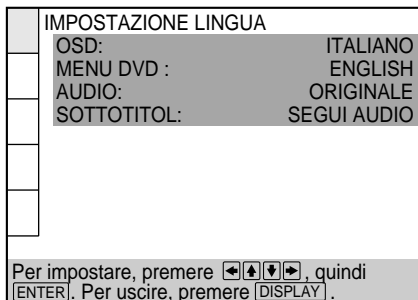 IMPOSTAZIONE LINGUA
OSD: ITALIANO
MENU DVD : ENGLISH
AUDIO: ORIGINALE
SOTTOTITOL: SEGUI AUDIO
Per impostare, premere ←↑↓→, quindi
ENTER. Per uscire, premere DISPLAY .